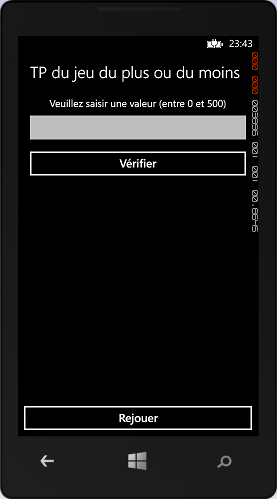 23:43
TP du jeu du plus ou du moins
Veuillez saisir une valeur (entre 0 et 500)
Vérifier
Rejouer